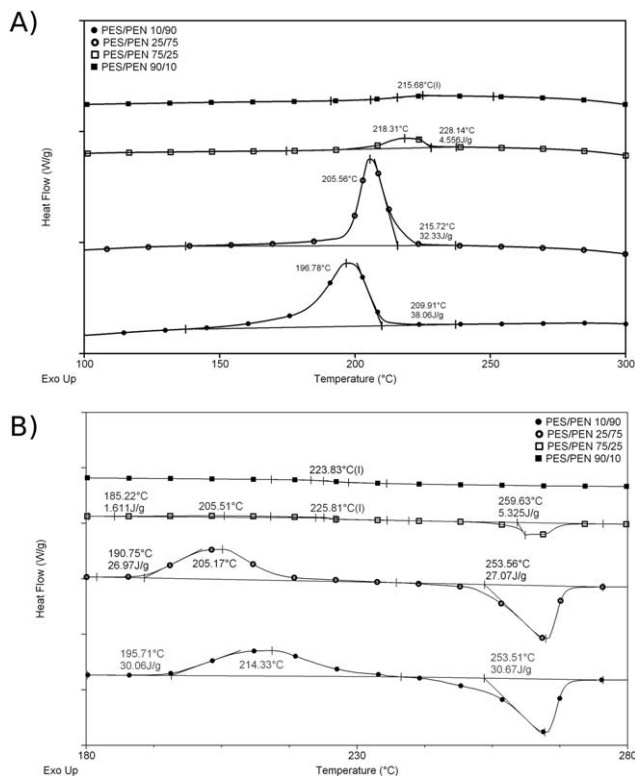 A)
PES/PEN 10/90
PES/PEN 25/75
PES/PEN 75/25
PES/PEN 90/10
215.68°C(I)
218.31°C
228.14°C
4.556J/g
205.56°C
215.72°C
32.33J/g
196.78°C
209.91°C
38.06J/g
Heat Flow (W/g)
100 150 200 250 300
Exo Up Temperature (°C)
B)
PES/PEN 10/90
PES/PEN 25/75
PES/PEN 75/25
PES/PEN 90/10
223.83°C(I)
185.22°C
1.611J/g
205.51°C
225.81°C(I)
259.63°C
5.325J/g
190.75°C
26.97J/g
205.17°C
253.56°C
27.07J/g
195.71°C
30.06J/g
214.33°C
253.51°C
30.67J/g
Heat Flow (W/g)
180 230 280
Exo Up Temperature (°C)